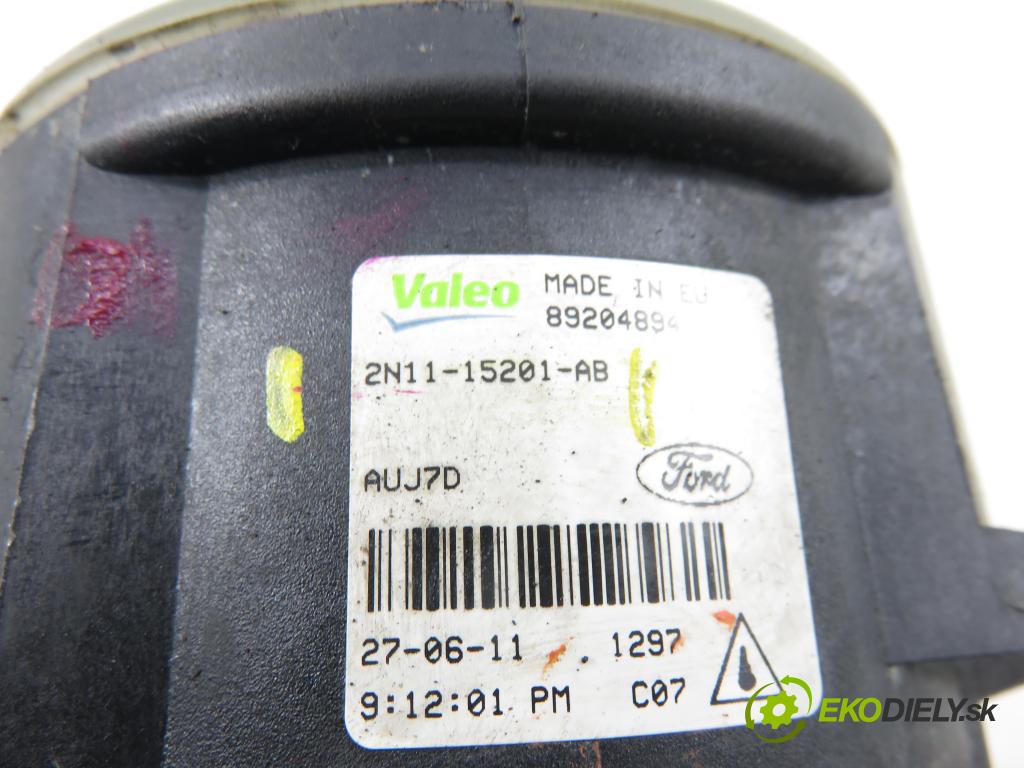 Valeo MADE IN EU
89204894
2N11-15201-AB
AUJ7D
Ford
27-06-11 1297
9:12:01 PM C07
EKODIELY.sk